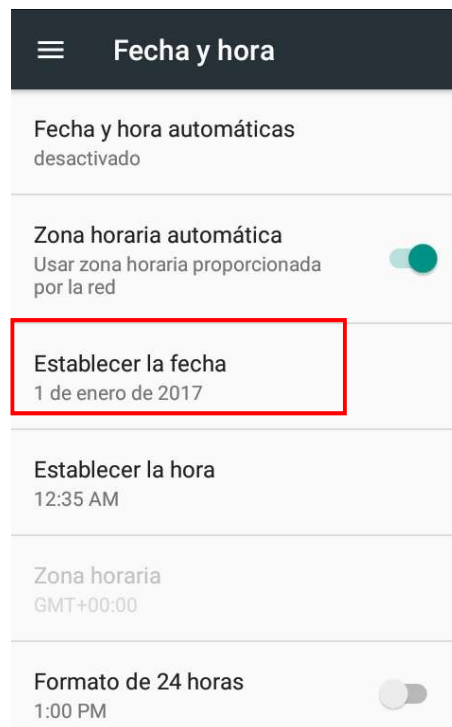 Fecha y hora
Fecha y hora automáticas
desactivado
Zona horaria automática
Usar zona horaria proporcionada
por la red
Establecer la fecha
1 de enero de 2017
Establecer la hora
12:35 AM
Zona horaria
GMT+00:00
Formato de 24 horas
1:00 PM